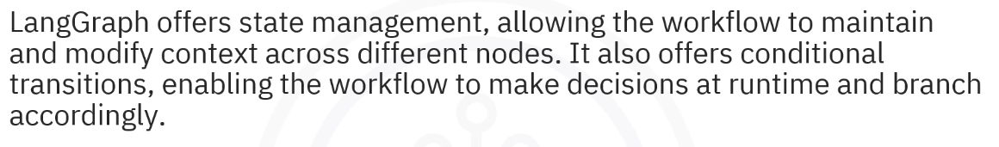 LangGraph offers state management, allowing the workflow to maintain
and modify context across different nodes. It also offers conditional
transitions, enabling the workflow to make decisions at runtime and branch
accordingly.